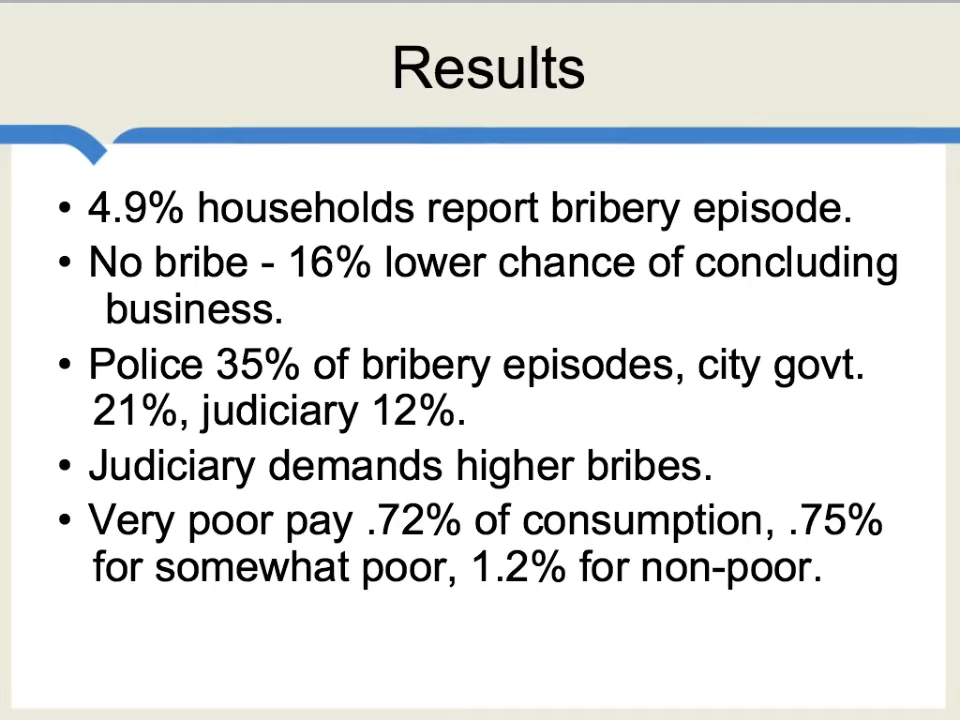 Results
• 4.9% households report bribery episode.
• No bribe - 16% lower chance of concluding
business.
• Police 35% of bribery episodes, city govt.
21%, judiciary 12%.
• Judiciary demands higher bribes.
• Very poor pay .72% of consumption, .75%
for somewhat poor, 1.2% for non-poor.